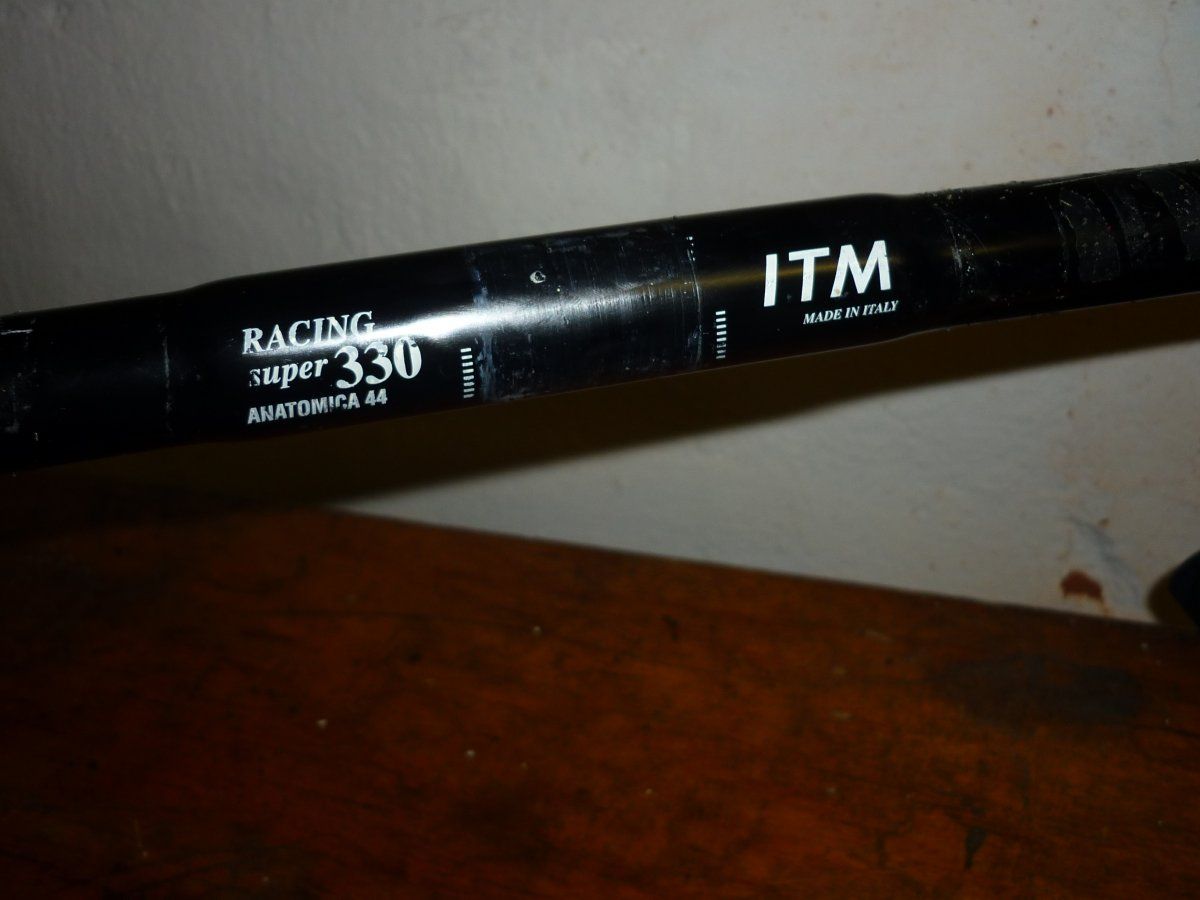 RACING
super 330
ANATOMICA 44
ITM
MADE IN ITALY